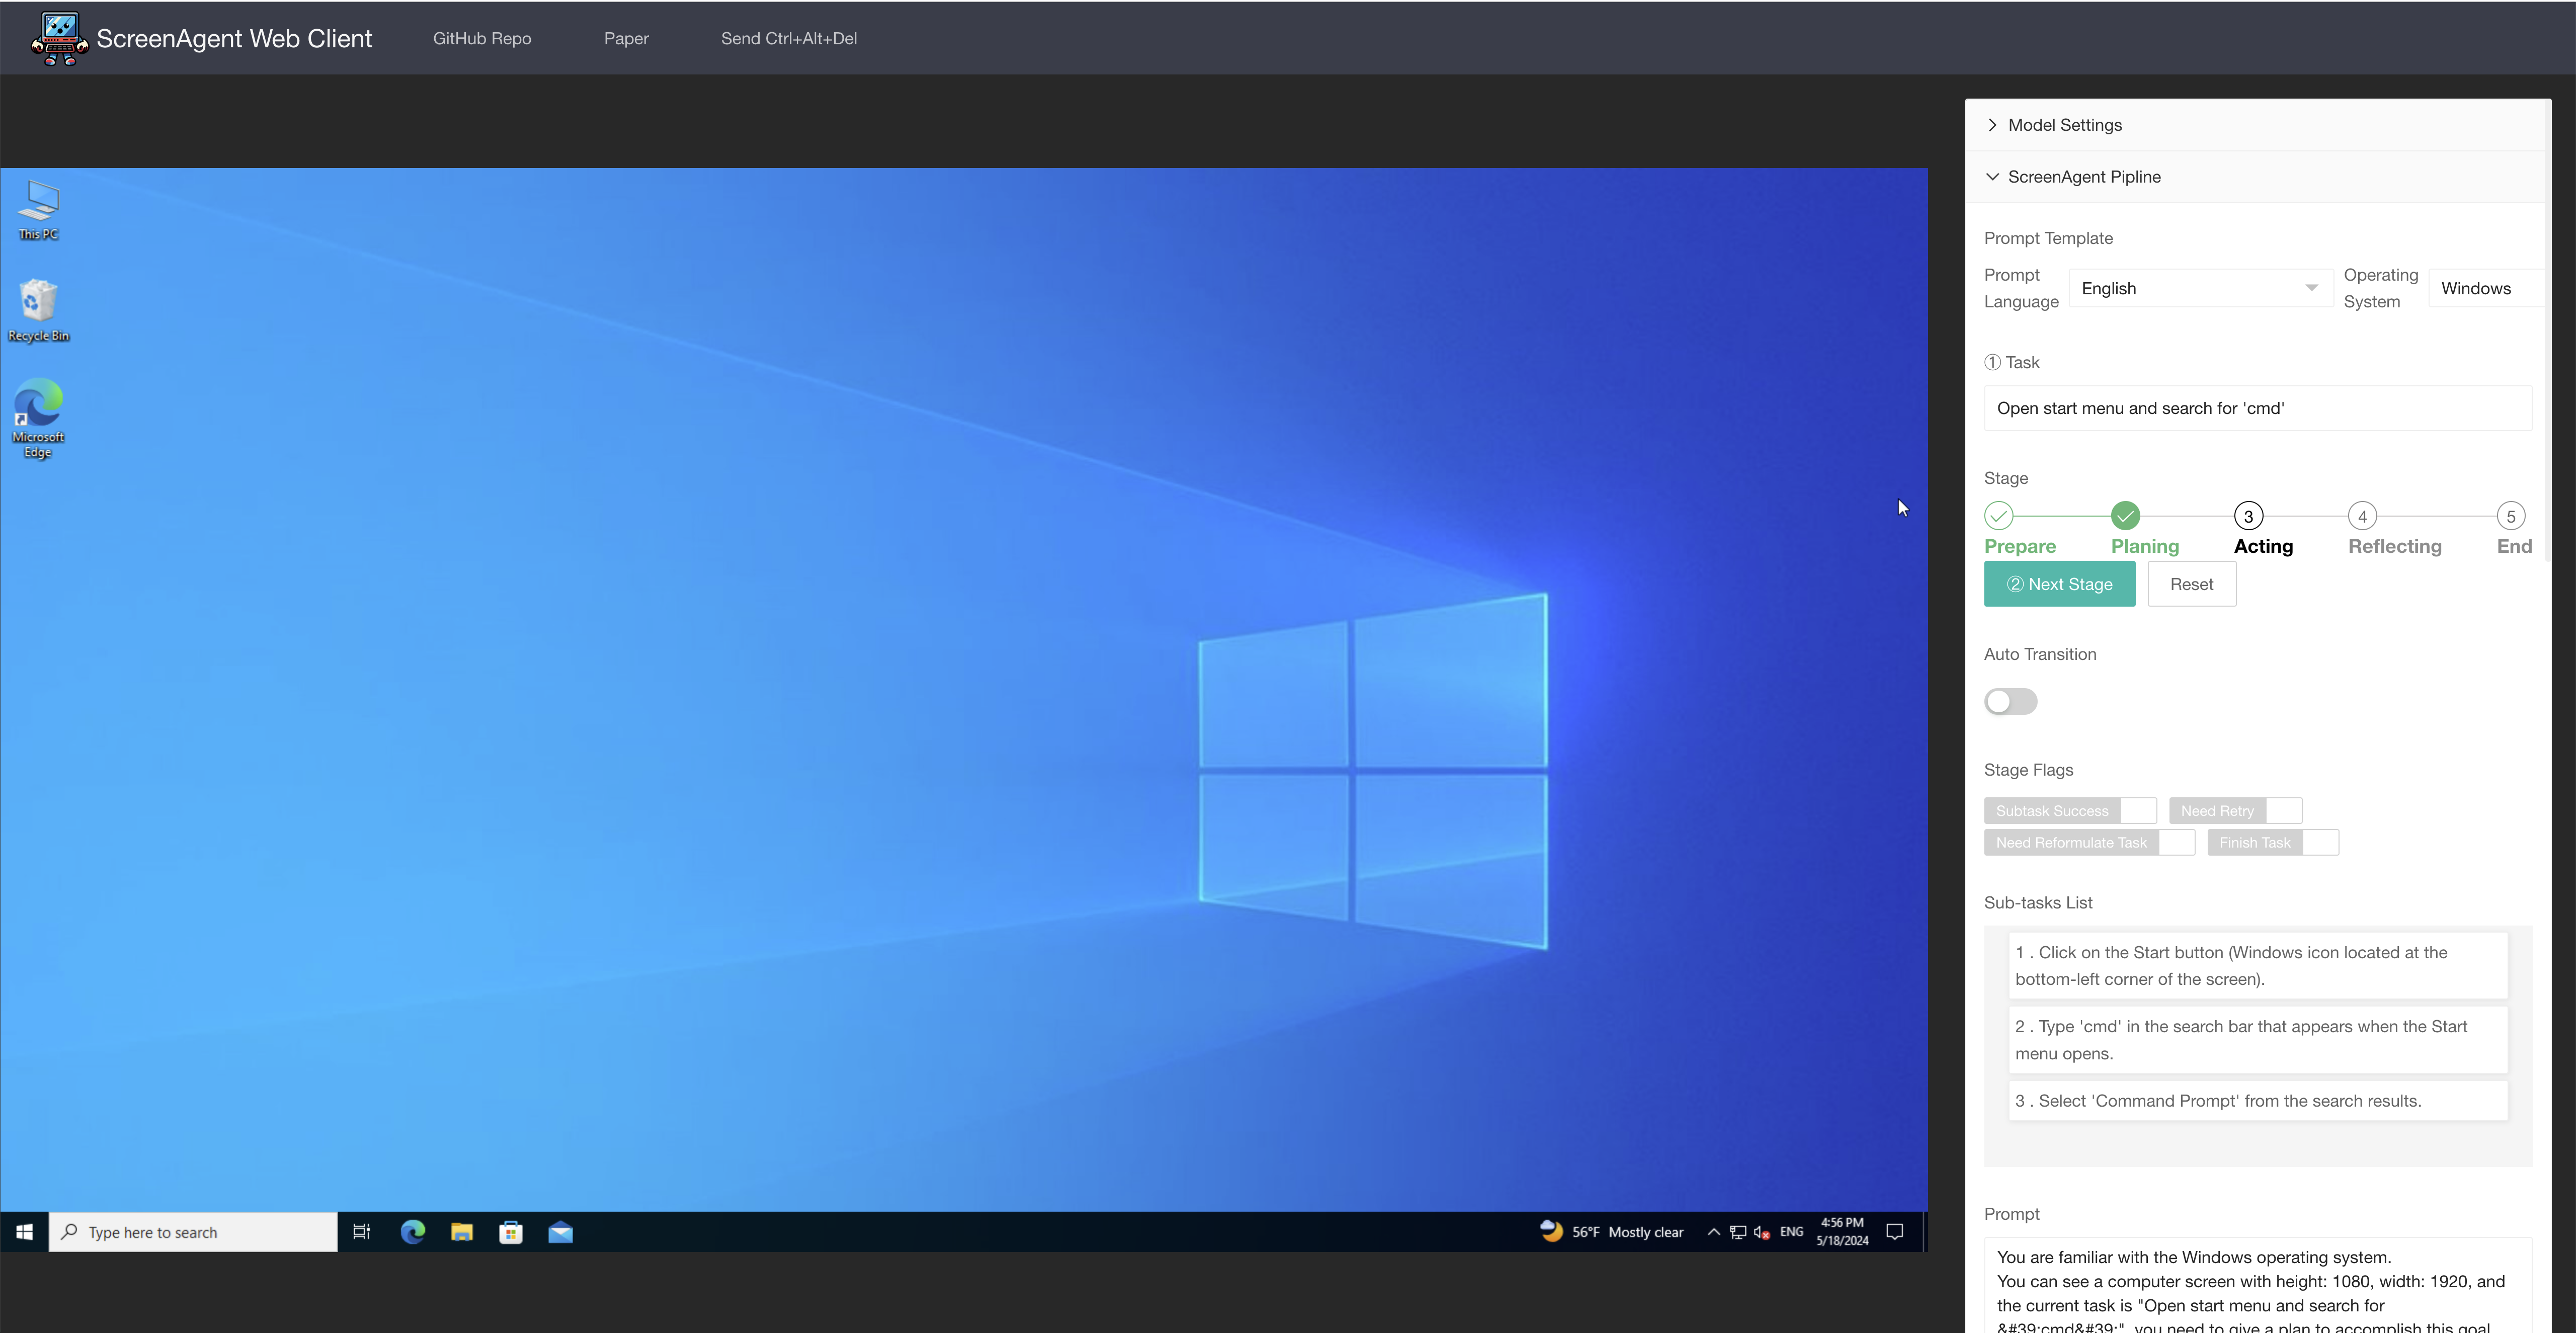 ScreenAgent Web Client
GitHub Repo
Paper
Send Ctrl+Alt+Del
This PC
Recycle Bin
Microsoft
Edge
Type here to search
56°F Mostly clear
ENG
4:56 PM
5/18/2024
Model Settings
ScreenAgent Pipline
Prompt Template
Prompt
Language
English
Operating
System
Windows
① Task
Open start menu and search for 'cmd'
Stage
3
4
5
Prepare
Planing
Acting
Reflecting
End
② Next Stage
Reset
Auto Transition
Stage Flags
Subtask Success
Need Retry
Need Reformulate Task
Finish Task
Sub-tasks List
1 . Click on the Start button (Windows icon located at the
bottom-left corner of the screen).
2 . Type 'cmd' in the search bar that appears when the Start
menu opens.
3 . Select 'Command Prompt' from the search results.
Prompt
You are familiar with the Windows operating system.
You can see a computer screen with height: 1080, width: 1920, and
the current task is "Open start menu and search for
&#39;cmd&#39;", you need to give a plan to accomplish this goal.